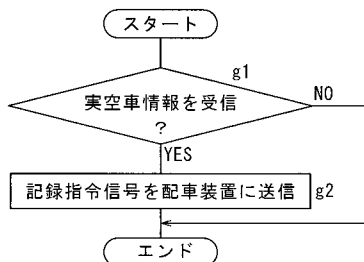 スタート
g1
実空車情報を受信
?
NO
YES
記録指令信号を配車装置に送信
g2
エンド